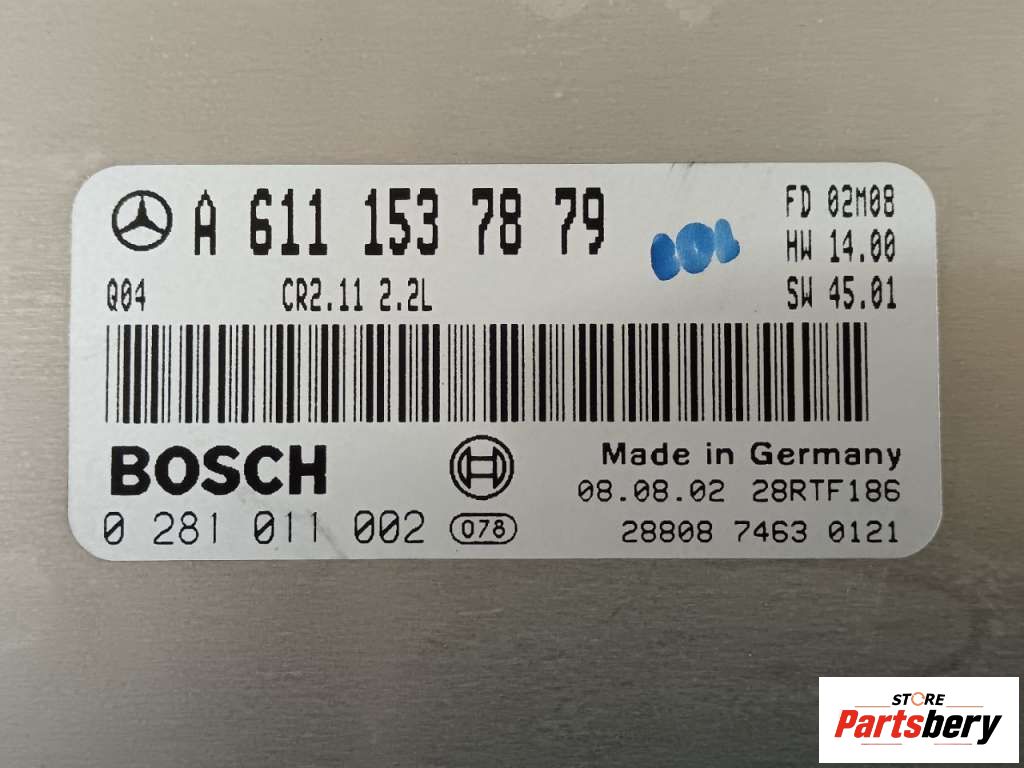 A 611 153 78 79
FD 02M08
HW 14.00
Q04 CR2.11 2.2L
SW 45.01
BOSCH
Made in Germany
08.08.02 28RTF186
0 281 011 002 078
28808 7463 0121
STORE
Partsbery